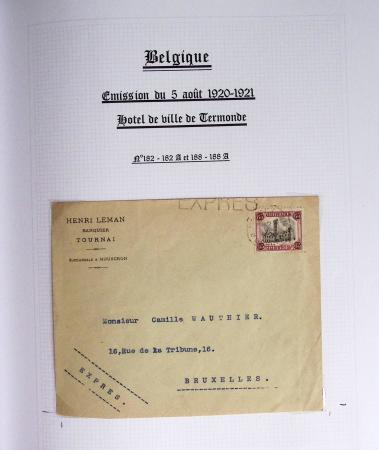 Belgique
Emission du 5 août 1920-1921
Hotel de ville de Termonde
N°182 - 182 A et 188 - 188 A
EXPRES
HENRI LEMAN
BANQUIER
TOURNAI
SUCCURSALE A MOUSCRON
Monsieur Camille WAUTHIER.
16,Rue de la Tribune,16.
BRUXELLES.
EXPRES.